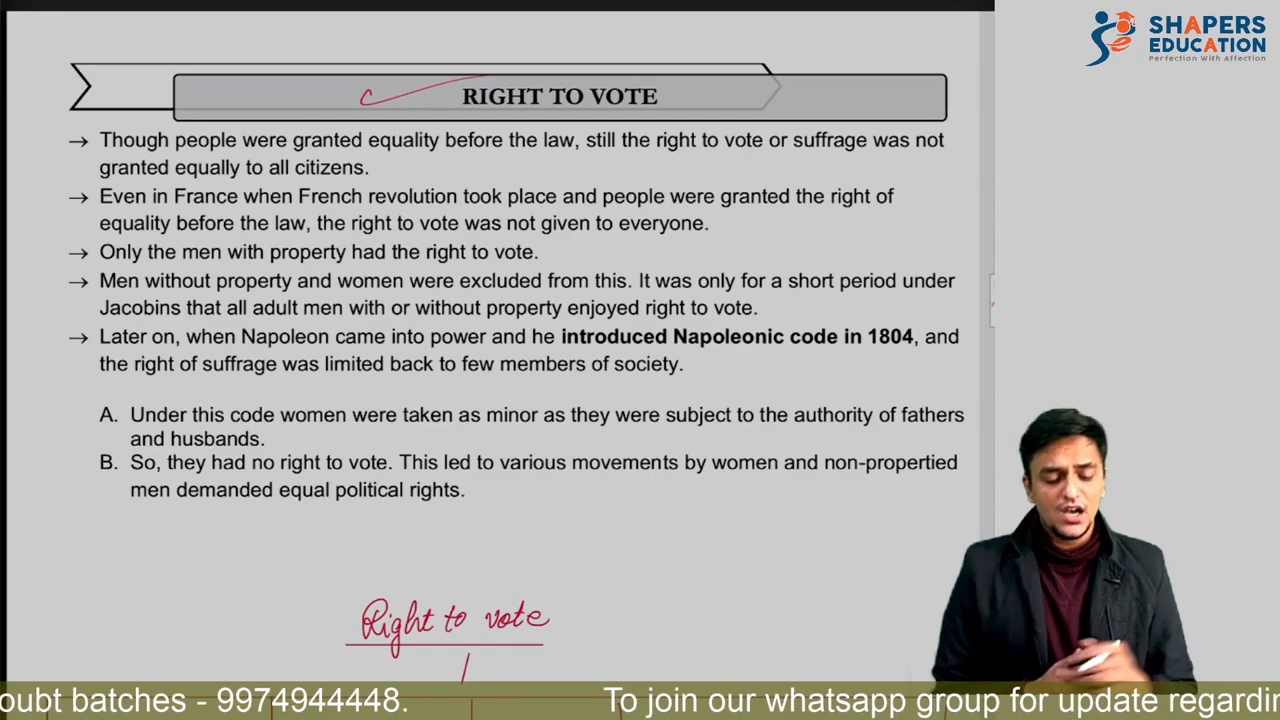 SHAPERS
EDUCATION
Perfection With Affection
RIGHT TO VOTE
→ Though people were granted equality before the law, still the right to vote or suffrage was not
granted equally to all citizens.
→ Even in France when French revolution took place and people were granted the right of
equality before the law, the right to vote was not given to everyone.
→ Only the men with property had the right to vote.
→ Men without property and women were excluded from this. It was only for a short period under
Jacobins that all adult men with or without property enjoyed right to vote.
→ Later on, when Napoleon came into power and he introduced Napoleonic code in 1804, and
the right of suffrage was limited back to few members of society.
A. Under this code women were taken as minor as they were subject to the authority of fathers
and husbands.
B. So, they had no right to vote. This led to various movements by women and non-propertied
men demanded equal political rights.
Right to vote
oubt batches - 9974944448. To join our whatsapp group for update regardin